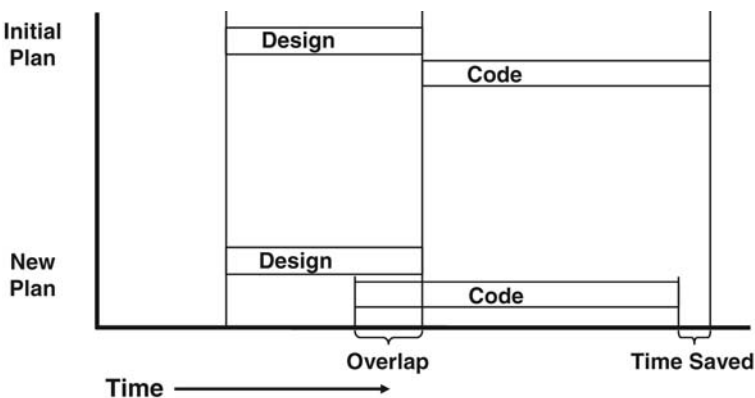 Initial
Plan
Design
Code
New
Plan
Design
Code
Overlap
Time Saved
Time